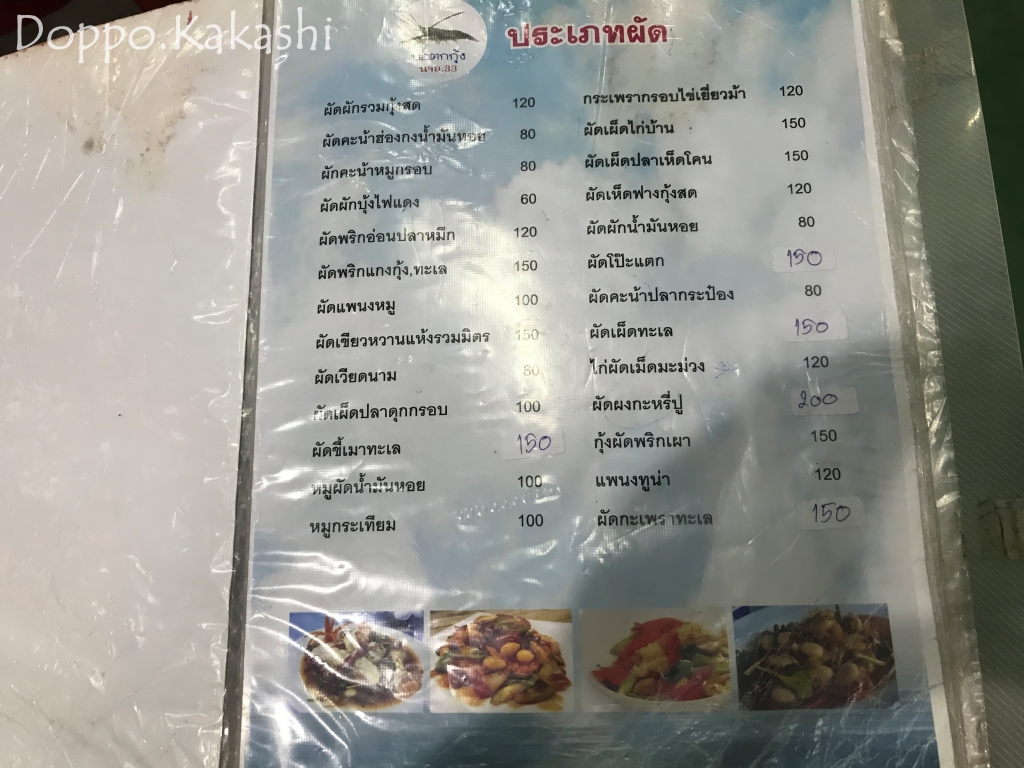 Doppo.Kakashi
นจอ.33
ประเภทผัด
ผัดผักรวมกุ้งสด 120
ผัดคะน้าฮ่องกงน้ำมันหอย 80
ผักคะน้าหมูกรอบ 80
ผัดผักบุ้งไฟแดง 60
ผัดพริกอ่อนปลาหมึก 120
ผัดพริกแกงกุ้ง,ทะเล 150
ผัดแพนงหมู 100
ผัดเขียวหวานแห้งรวมมิตร 150
ผัดเวียดนาม 80
ผัดเผ็ดปลาดุกกรอบ 100
ผัดขี้เมาทะเล 150
หมูผัดน้ำมันหอย 100
หมูกระเทียม 100
กระเพรากรอบไข่เยี่ยวม้า 120
ผัดเผ็ดไก่บ้าน 150
ผัดเผ็ดปลาเห็ดโคน 150
ผัดเห็ดฟางกุ้งสด 120
ผัดผักน้ำมันหอย 80
ผัดโป๊ะแตก 150
ผัดคะน้าปลากระป๋อง 80
ผัดเผ็ดทะเล 150
ไก่ผัดเม็ดมะม่วง 120
ผัดผงกะหรี่ปู 200
กุ้งผัดพริกเผา 150
แพนงทูน่า 120
ผัดกะเพราทะเล 150